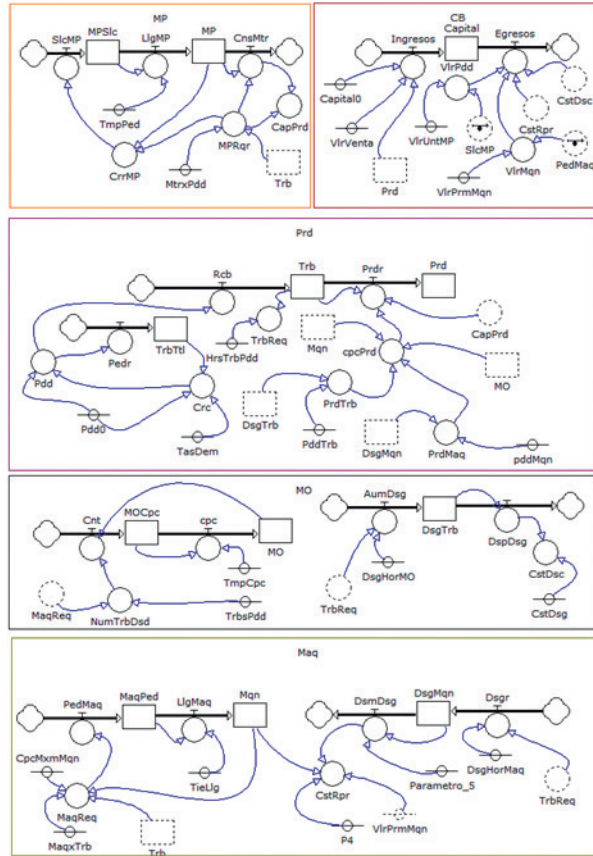 MP
SlcMP
MPSlc
LlgMP
MP
CnsMtr
TmpPed
CapPrd
MPRqr
CrrMP
MtrxPdd
Trb
CB
Ingresos
Capital
Egresos
VlrPdd
Capital0
CstDsc
VlrVenta
VlrUntMP
CstRpr
SlcMP
PedMaq
Prd
VlrPrmMqn
VlrMqn
Prd
Rcb
Trb
Prdr
Prd
TrbTtl
Mqn
CapPrd
Pdd
Pedr
HrsTrbPdd
TrbReq
cpcPrd
MO
Crc
PrdTrb
Pdd0
DsgTrb
TasDem
PddTrb
DsgMqn
PrdMaq
pddMqn
MO
Cnt
MOCpc
cpc
MO
AumDsg
DsgTrb
DspDsg
TmpCpc
DsgHorMO
CstDsc
MaqReq
NumTrbDsd
TrbsPdd
TrbReq
CstDsg
Maq
PedMaq
MaqPed
LlgMaq
Mqn
DsmDsg
DsgMqn
Dsgr
CpcMxmMqn
TieLlg
DsgHorMaq
MaqReq
CstRpr
Parametro_5
TrbReq
MaqxTrb
Trb
P4
VlrPrmMqn